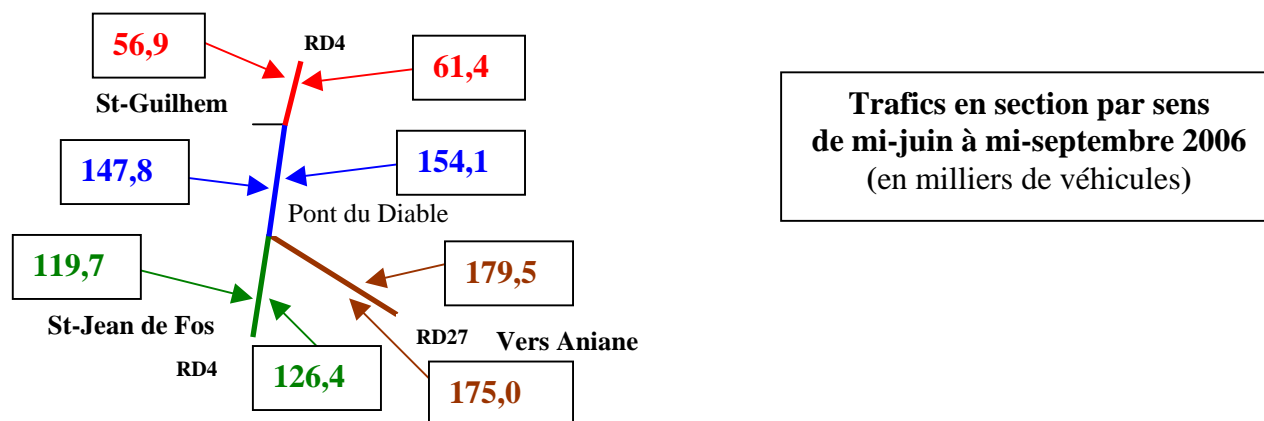 56,9
RD4
61,4
St-Guilhem
147,8
154,1
Pont du Diable
119,7
179,5
St-Jean de Fos
RD27
Vers Aniane
RD4
126,4
175,0
Trafics en section par sens
de mi-juin à mi-septembre 2006
(en milliers de véhicules)